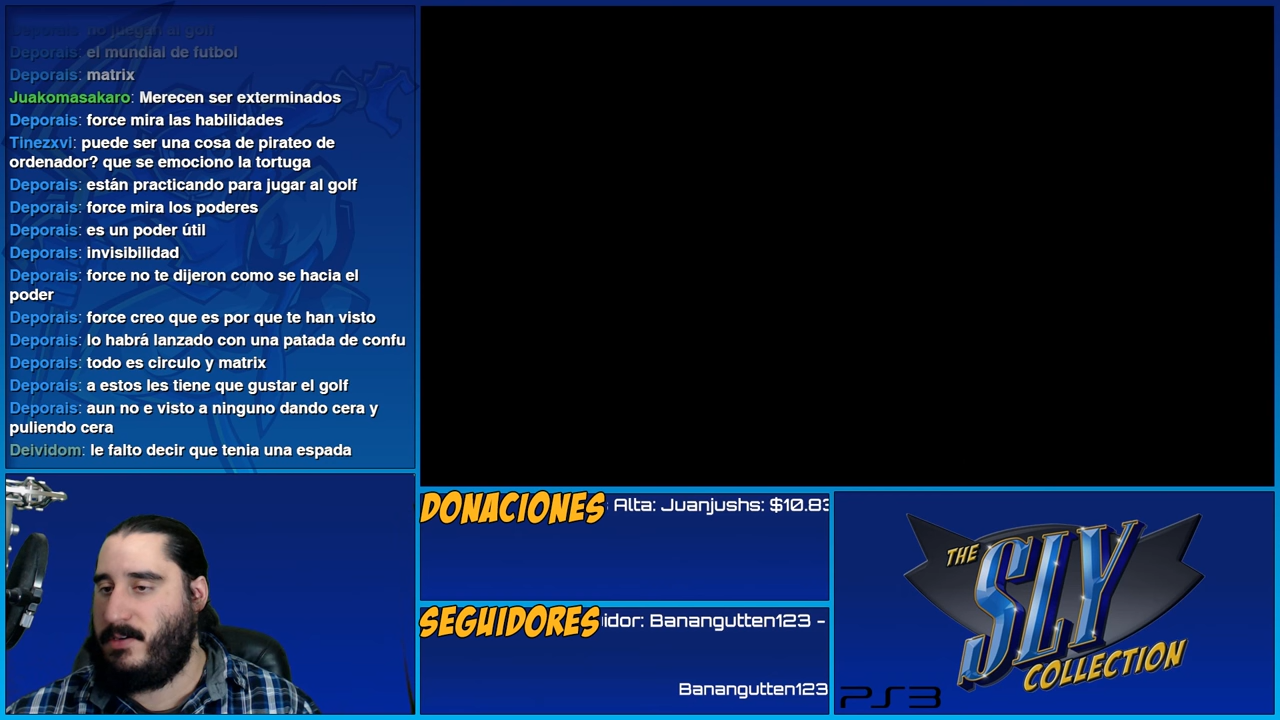 Deporais: no juegan al golf
Deporais: el mundial de futbol
Deporais: matrix
Juakomasakaro: Merecen ser exterminados
Deporais: force mira las habilidades
Tinezxvi: puede ser una cosa de pirateo de
ordenador? que se emociono la tortuga
Deporais: están practicando para jugar al golf
Deporais: force mira los poderes
Deporais: es un poder útil
Deporais: invisibilidad
Deporais: force no te dijeron como se hacia el
poder
Deporais: force creo que es por que te han visto
Deporais: lo habrá lanzado con una patada de confu
Deporais: todo es circulo y matrix
Deporais: a estos les tiene que gustar el golf
Deporais: aun no e visto a ninguno dando cera y
puliendo cera
Deividom: le falto decir que tenia una espada
DONACIONES Alta: Juanjushs: $10.83
SEGUIDORES idor: Banangutten123 -
Banangutten123
THE
SLY
COLLECTION
PS3